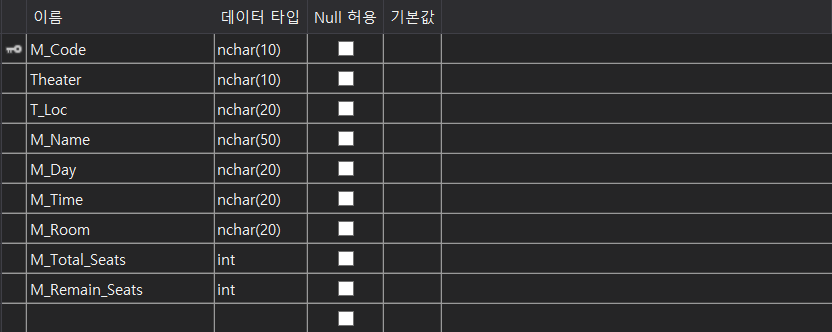 이름 데이터 타입 Null 허용 기본값
M_Code nchar(10)
Theater nchar(10)
T_Loc nchar(20)
M_Name nchar(50)
M_Day nchar(20)
M_Time nchar(20)
M_Room nchar(20)
M_Total_Seats int
M_Remain_Seats int